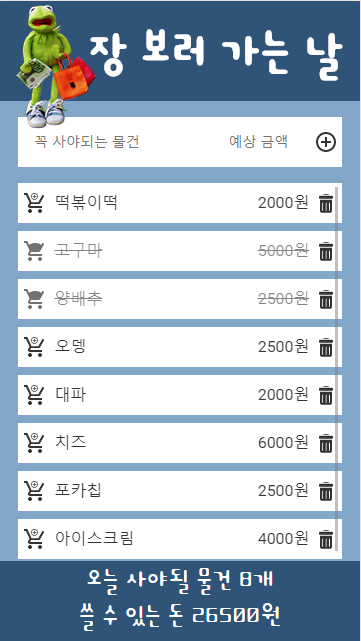 장 보러 가는 날
꼭 사야되는 물건 예상 금액
떡볶이떡 2000원
고구마 5000원
양배추 2500원
오뎅 2500원
대파 2000원
치즈 6000원
포카칩 2500원
아이스크림 4000원
오늘 사야될 물건 8개
쓸 수 있는 돈 26500원